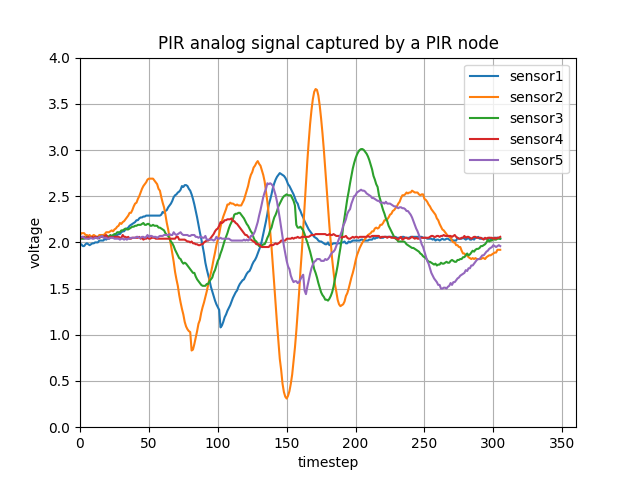 PIR analog signal captured by a PIR node
4.0
3.5
3.0
2.5
2.0
1.5
1.0
0.5
0.0
voltage
sensor1
sensor2
sensor3
sensor4
sensor5
0 50 100 150 200 250 300 350
timestep